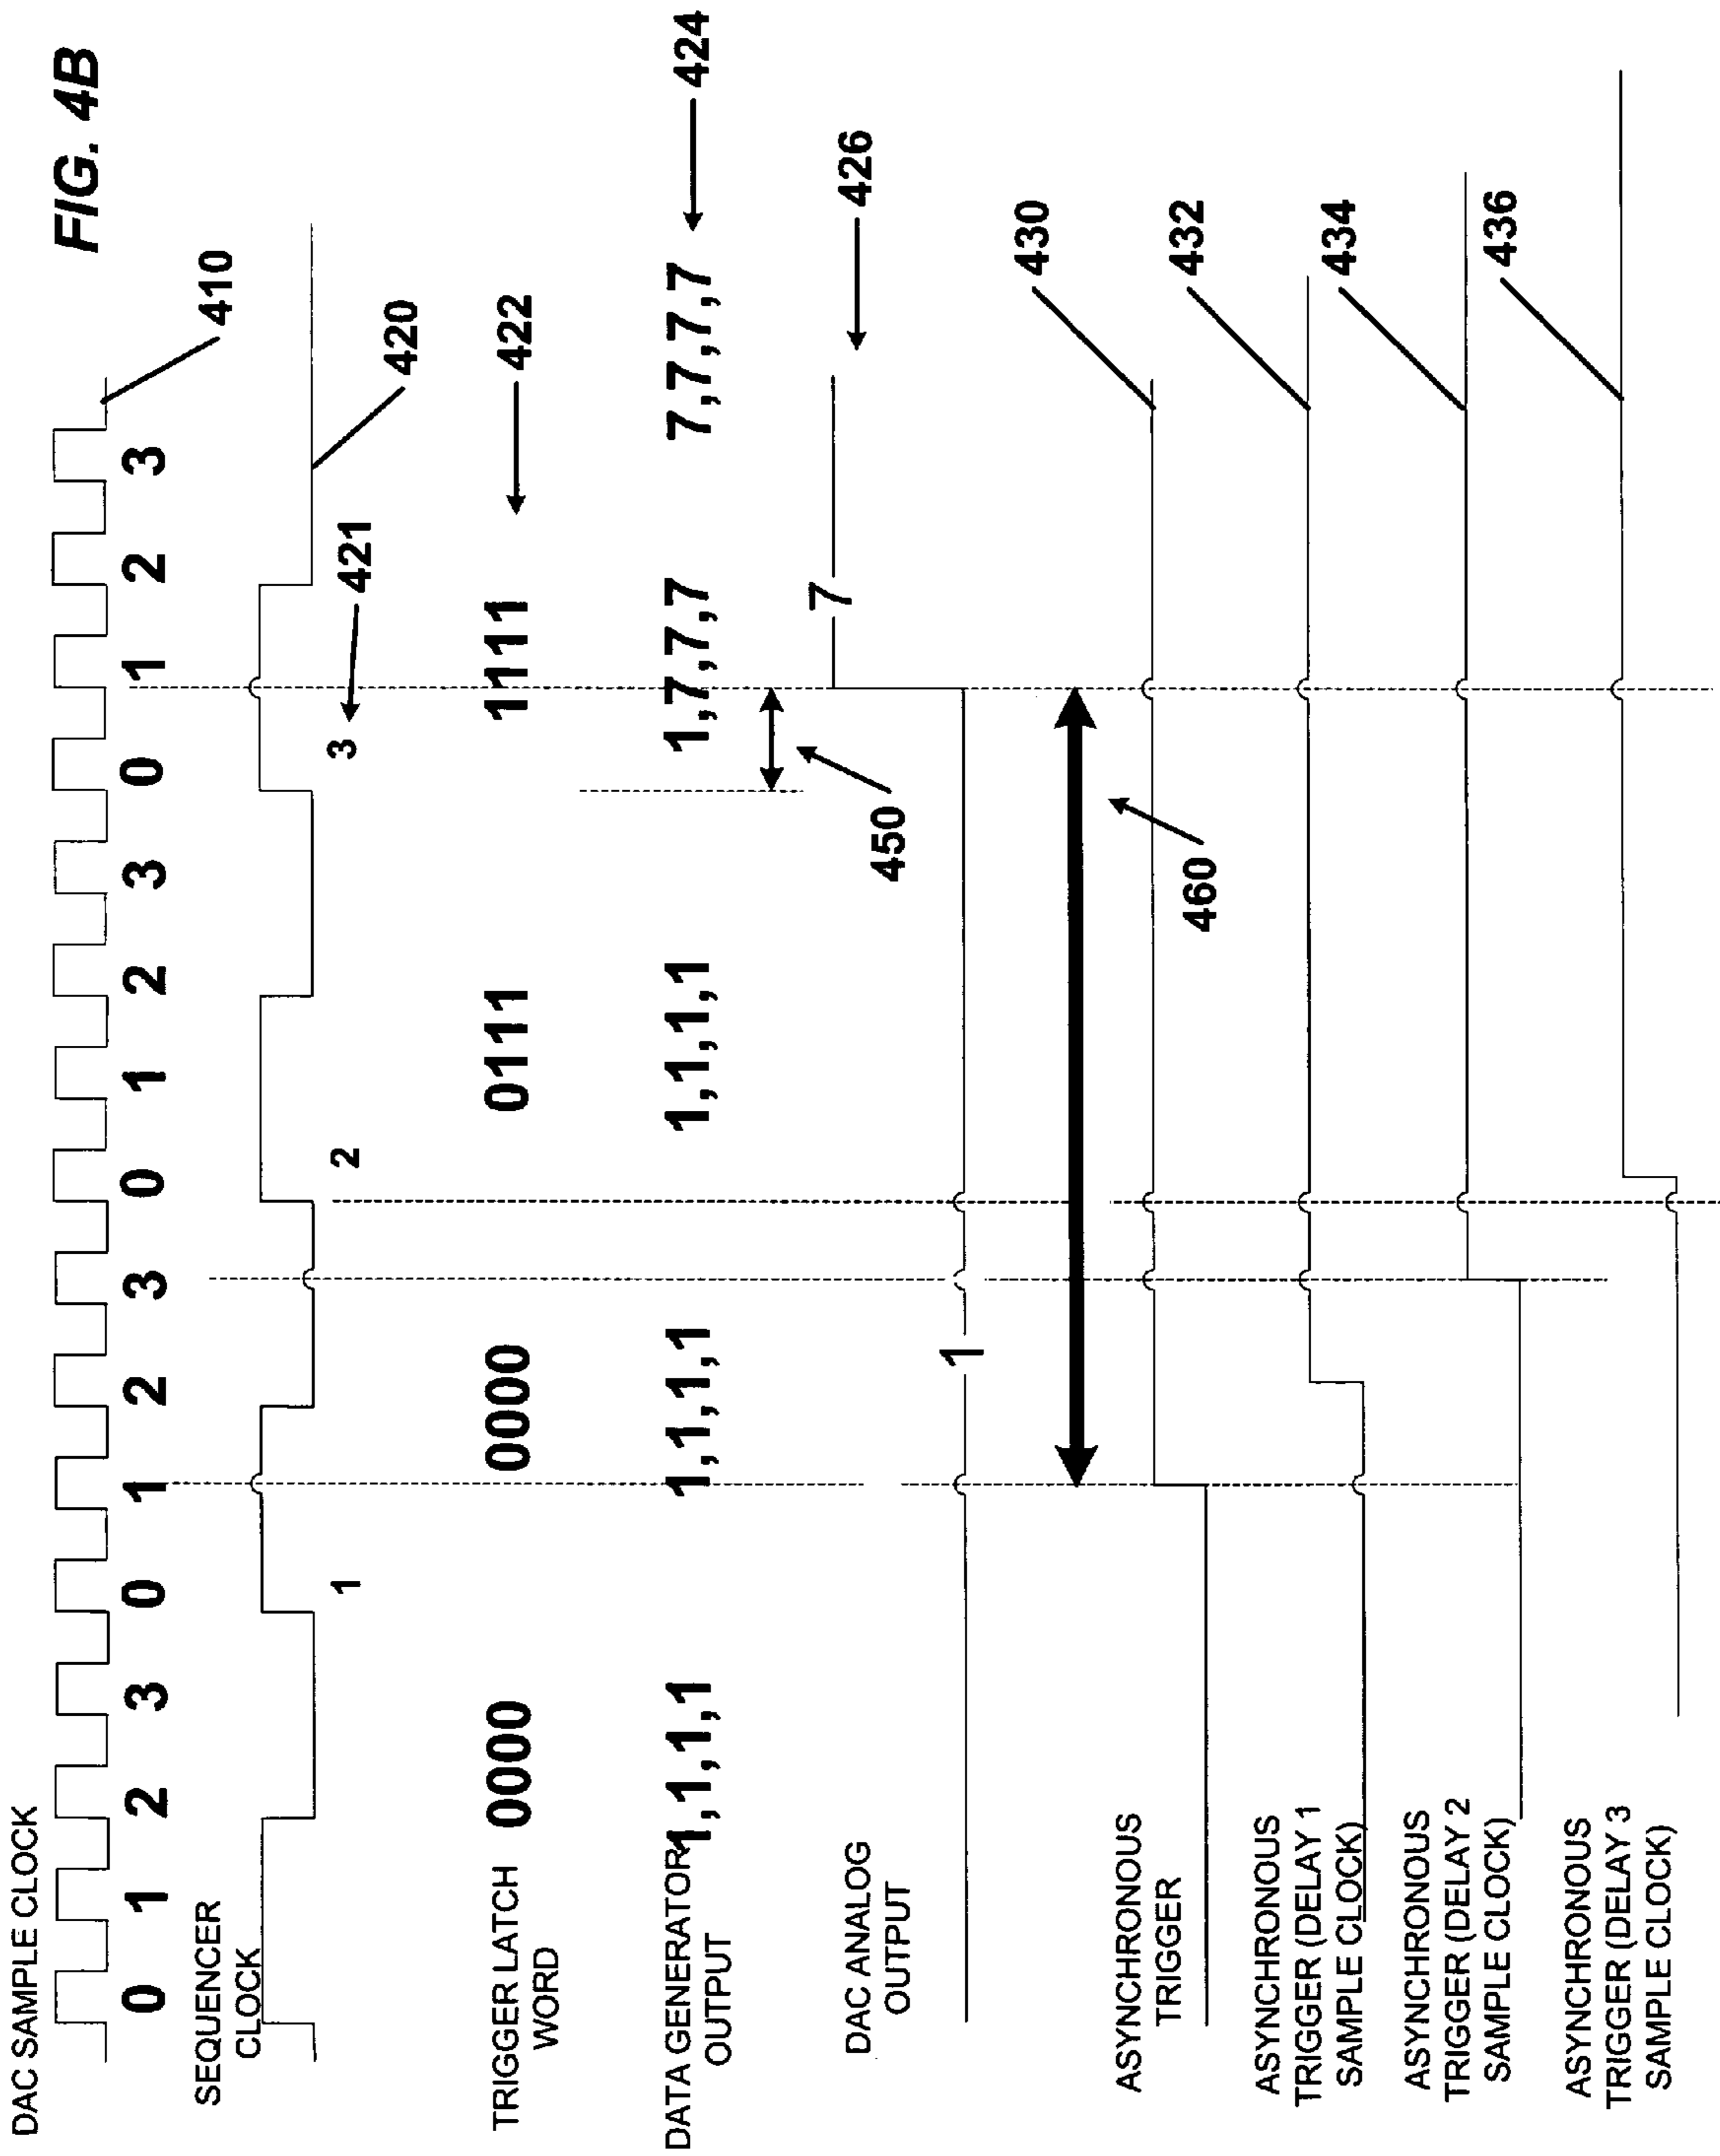 FIG. 4B
DAC SAMPLE CLOCK
0 1 2 3 0 1 2 3 0 1 2 3 0 1 2 3
410
SEQUENCER
CLOCK
420
1 2 3
421
TRIGGER LATCH
WORD
0000 0000 0111 1111
422
DATA GENERATOR
OUTPUT
1,1,1,1 1,1,1,1 1,1,1,1 1,7,7,7 7,7,7,7
424
450
DAC ANALOG
OUTPUT
1 7
426
460
ASYNCHRONOUS
TRIGGER
430
ASYNCHRONOUS
TRIGGER (DELAY 1
SAMPLE CLOCK)
432
ASYNCHRONOUS
TRIGGER (DELAY 2
SAMPLE CLOCK)
434
ASYNCHRONOUS
TRIGGER (DELAY 3
SAMPLE CLOCK)
436